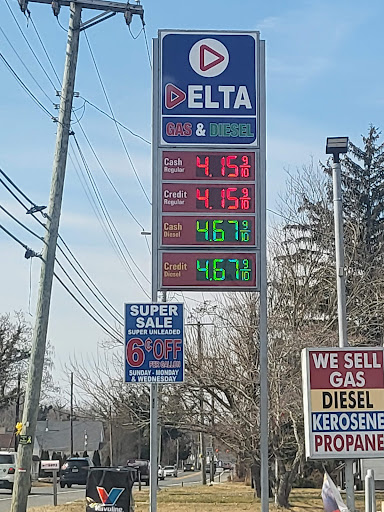 DELTA
GAS & DIESEL
Cash Regular 4.15 9/10
Credit Regular 4.15 9/10
Cash Diesel 4.67 9/10
Credit Diesel 4.67 9/10
SUPER
SALE
SUPER UNLEADED
6¢ OFF
PER GALLON
SUNDAY - MONDAY
& WEDNESDAY
WE SELL
GAS
DIESEL
KEROSENE
PROPANE
Valvoline